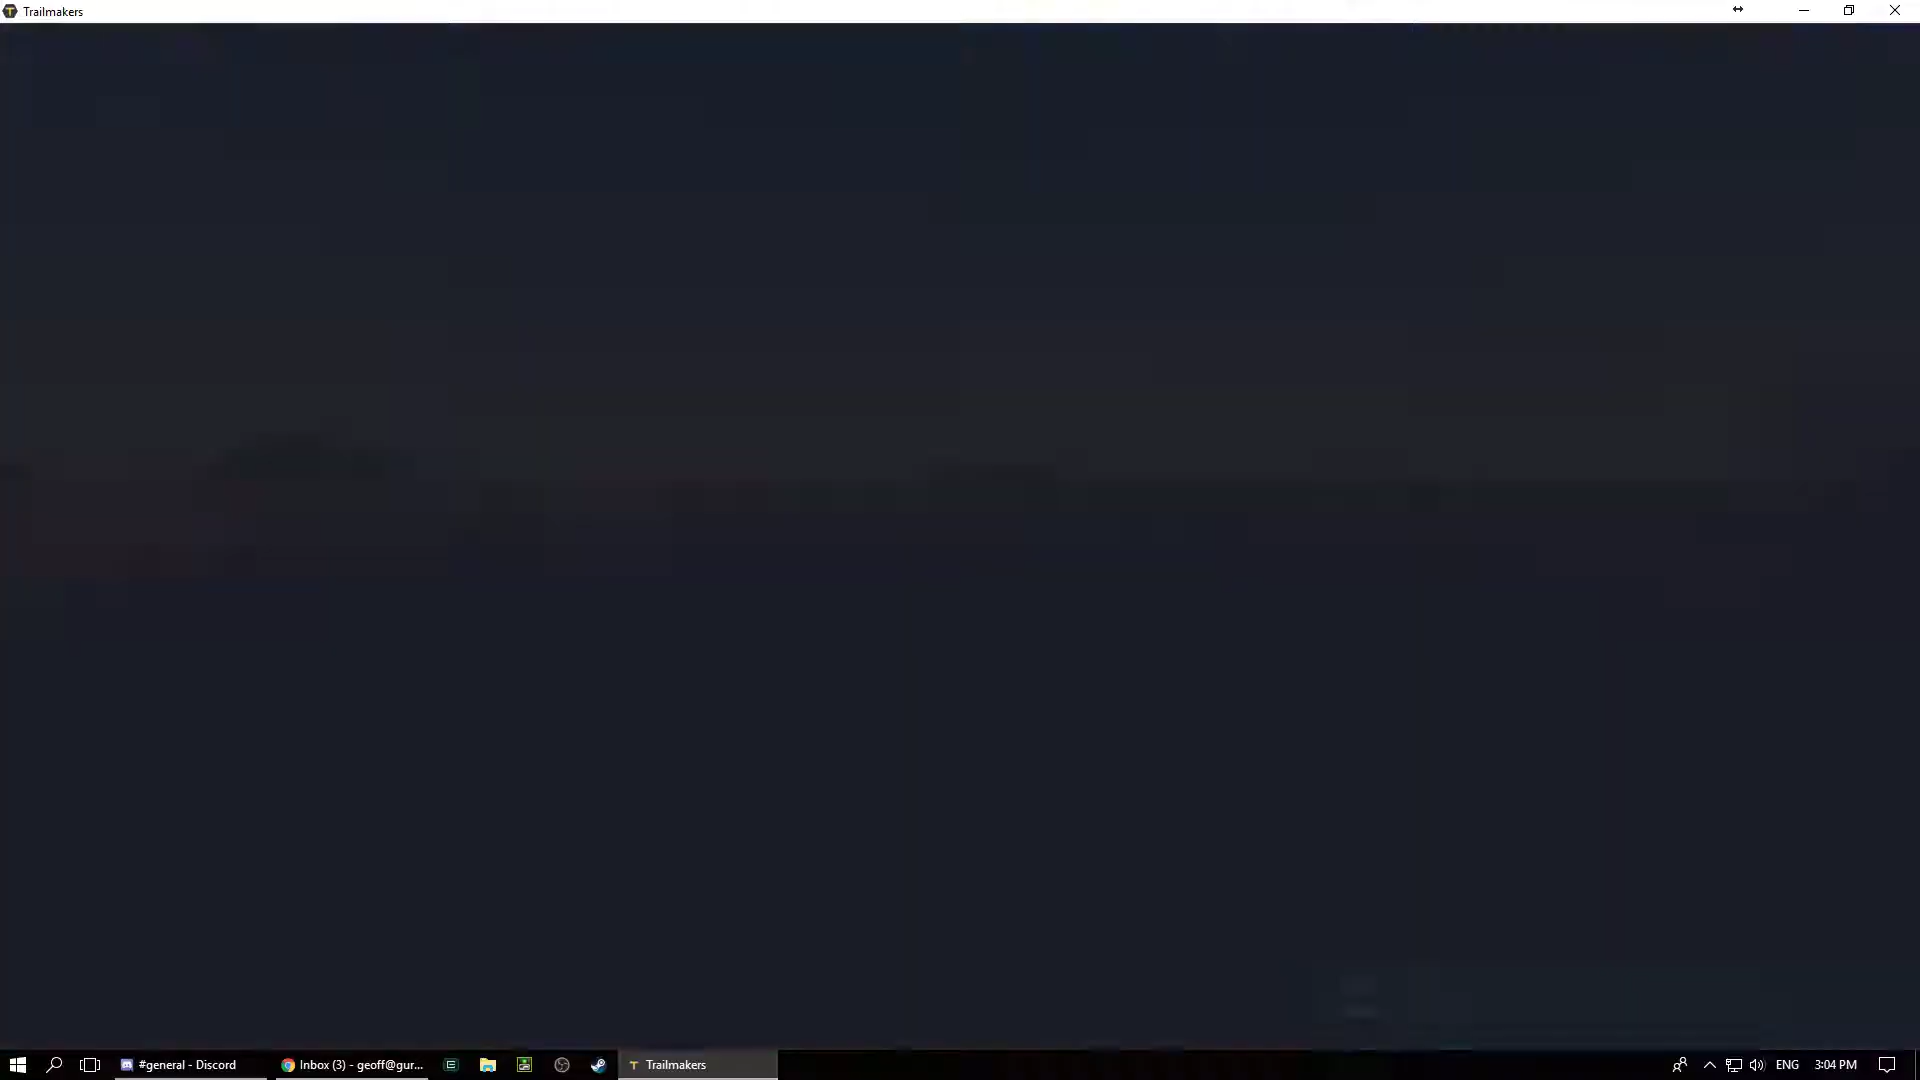 Trailmakers
#general - Discord
Inbox (3) - geoff@gur...
Trailmakers
ENG
3:04 PM